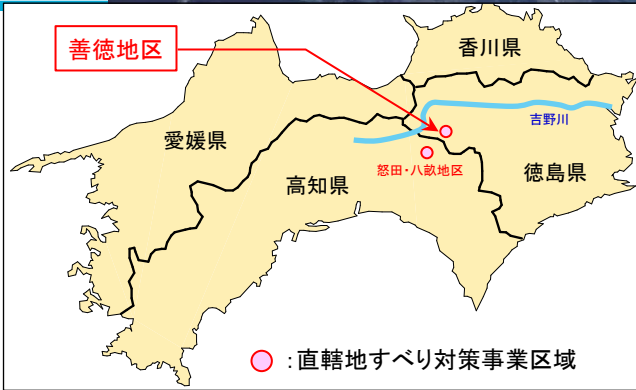 善徳地区
香川県
吉野川
愛媛県
徳島県
怒田・八畝地区
高知県
：直轄地すべり対策事業区域